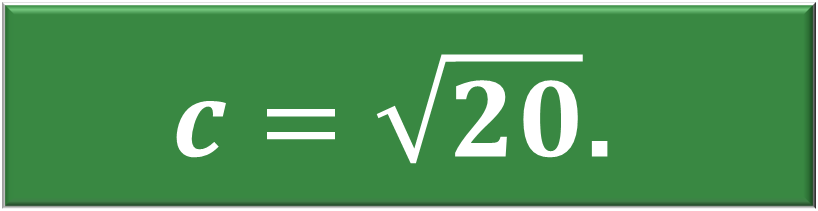 c = √20.